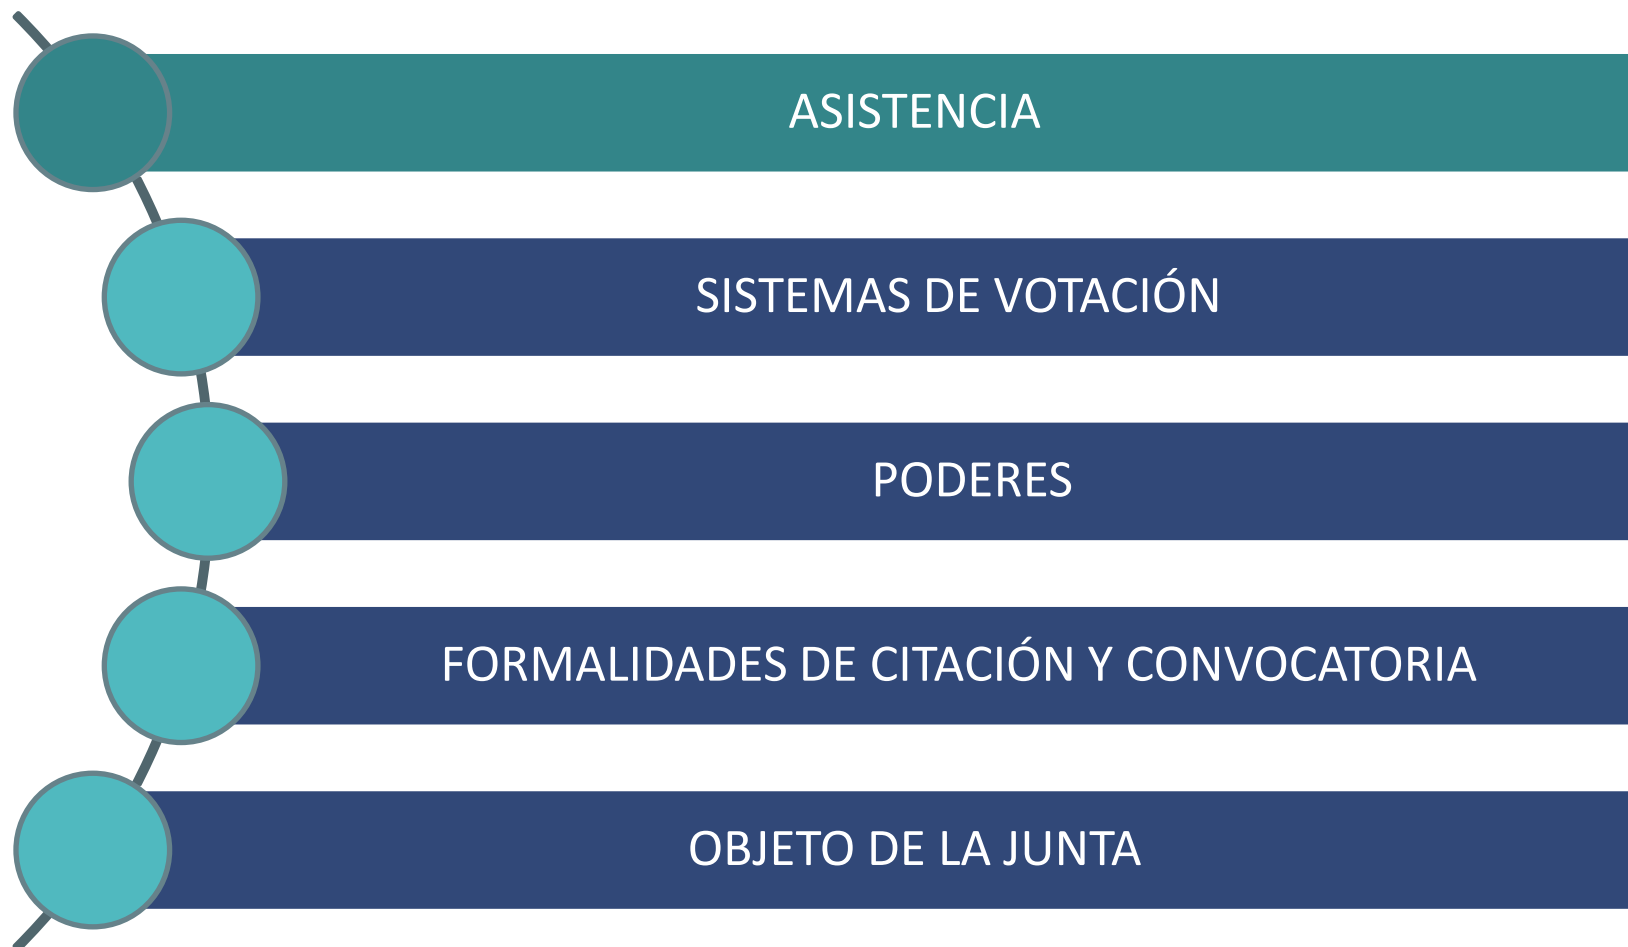 ASISTENCIA
SISTEMAS DE VOTACIÓN
PODERES
FORMALIDADES DE CITACIÓN Y CONVOCATORIA
OBJETO DE LA JUNTA